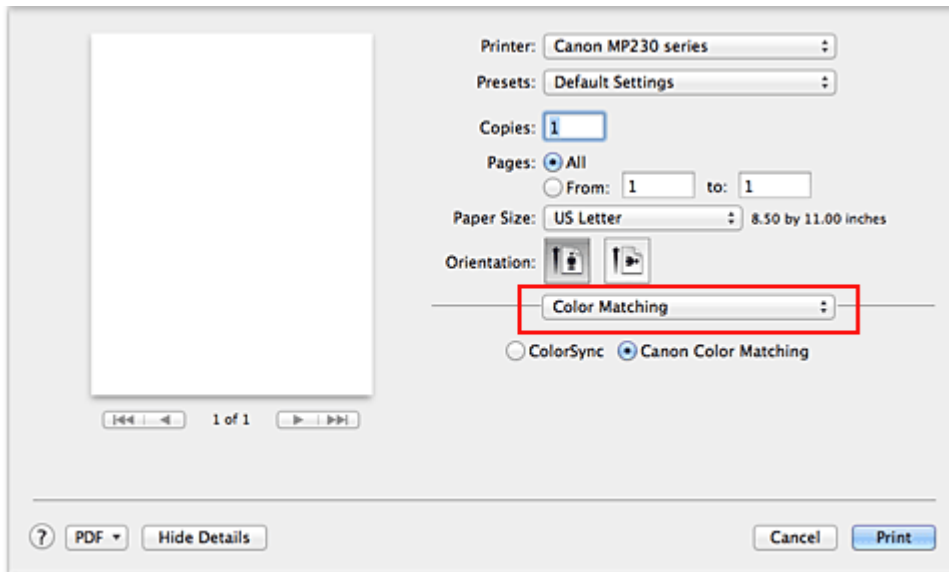 Printer: Canon MP230 series
Presets: Default Settings
Copies: 1
Pages: All
From: 1 to: 1
Paper Size: US Letter 8.50 by 11.00 inches
Orientation:
Color Matching
ColorSync Canon Color Matching
1 of 1
? PDF Hide Details Cancel Print